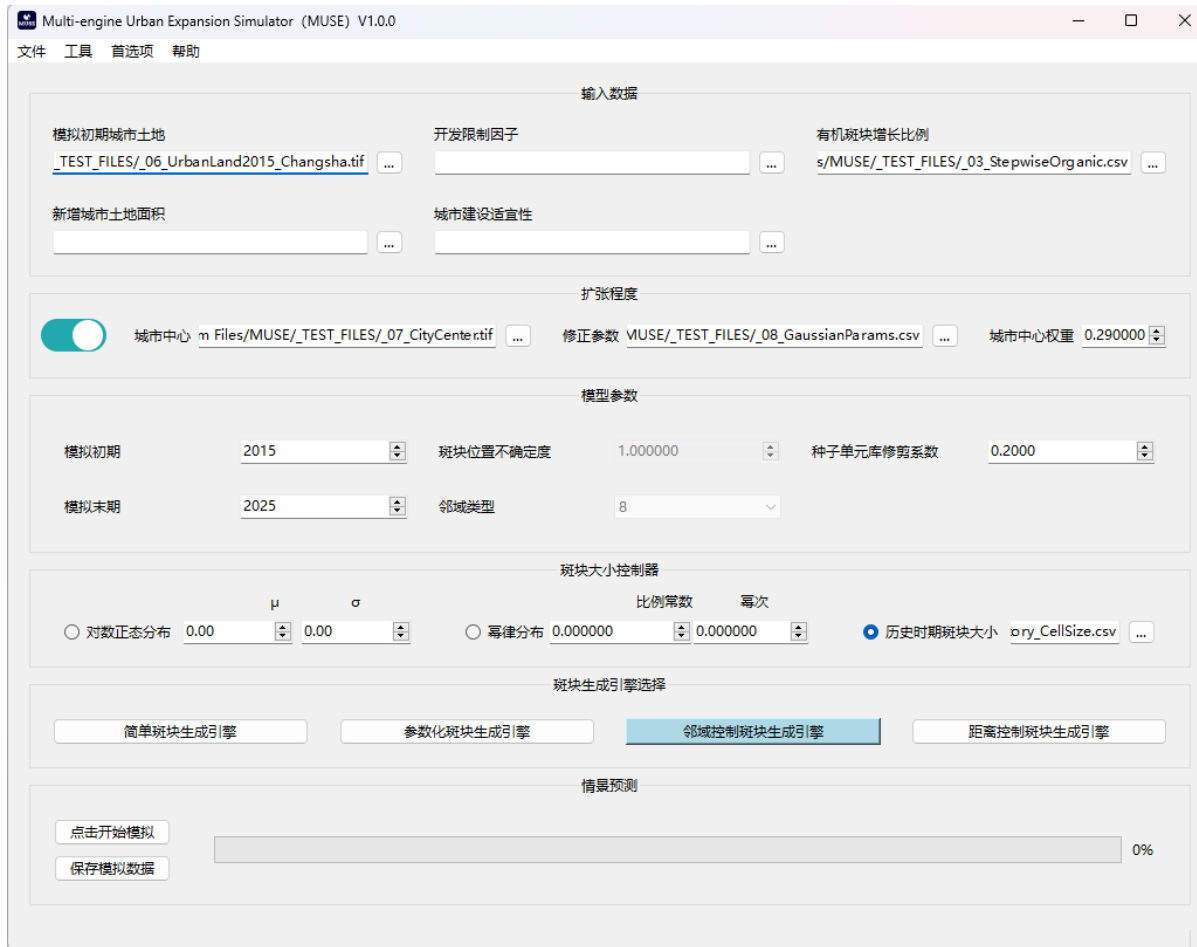 Multi-engine Urban Expansion Simulator（MUSE）V1.0.0
文件 工具 首选项 帮助
输入数据
模拟初期城市土地 开发限制因子 有机斑块增长比例
_TEST_FILES/_06_UrbanLand2015_Changsha.tif ... ... s/MUSE/_TEST_FILES/_03_StepwiseOrganic.csv ...
新增城市土地面积 城市建设适宜性
... ...
扩张程度
城市中心 m Files/MUSE/_TEST_FILES/_07_CityCenter.tif ... 修正参数 MUSE/_TEST_FILES/_08_GaussianParams.csv ... 城市中心权重 0.290000
模型参数
模拟初期 2015 斑块位置不确定度 1.000000 种子单元库修剪系数 0.2000
模拟末期 2025 邻域类型 8
斑块大小控制器
μ σ 比例常数 幂次
对数正态分布 0.00 0.00 幂律分布 0.000000 0.000000 历史时期斑块大小 ory_CellSize.csv ...
斑块生成引擎选择
简单斑块生成引擎 参数化斑块生成引擎 邻域控制斑块生成引擎 距离控制斑块生成引擎
情景预测
点击开始模拟
0%
保存模拟数据